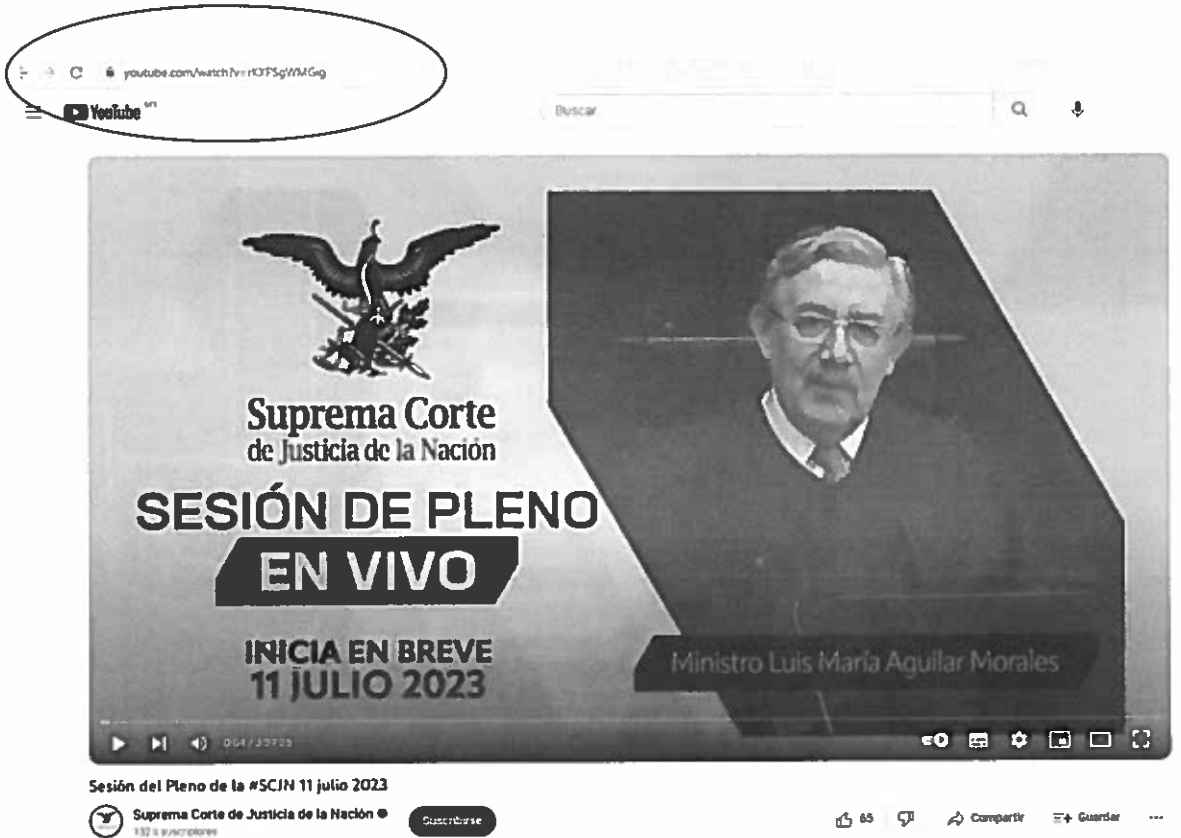 youtube.com/watch?v=
YouTube MX
Buscar
Suprema Corte
de Justicia de la Nación
SESIÓN DE PLENO
EN VIVO
INICIA EN BREVE
11 JULIO 2023
Ministro Luis María Aguilar Morales
Sesión del Pleno de la #SCJN 11 julio 2023
Suprema Corte de Justicia de la Nación
suscriptores
Suscribirse
65
Compartir
Guardar